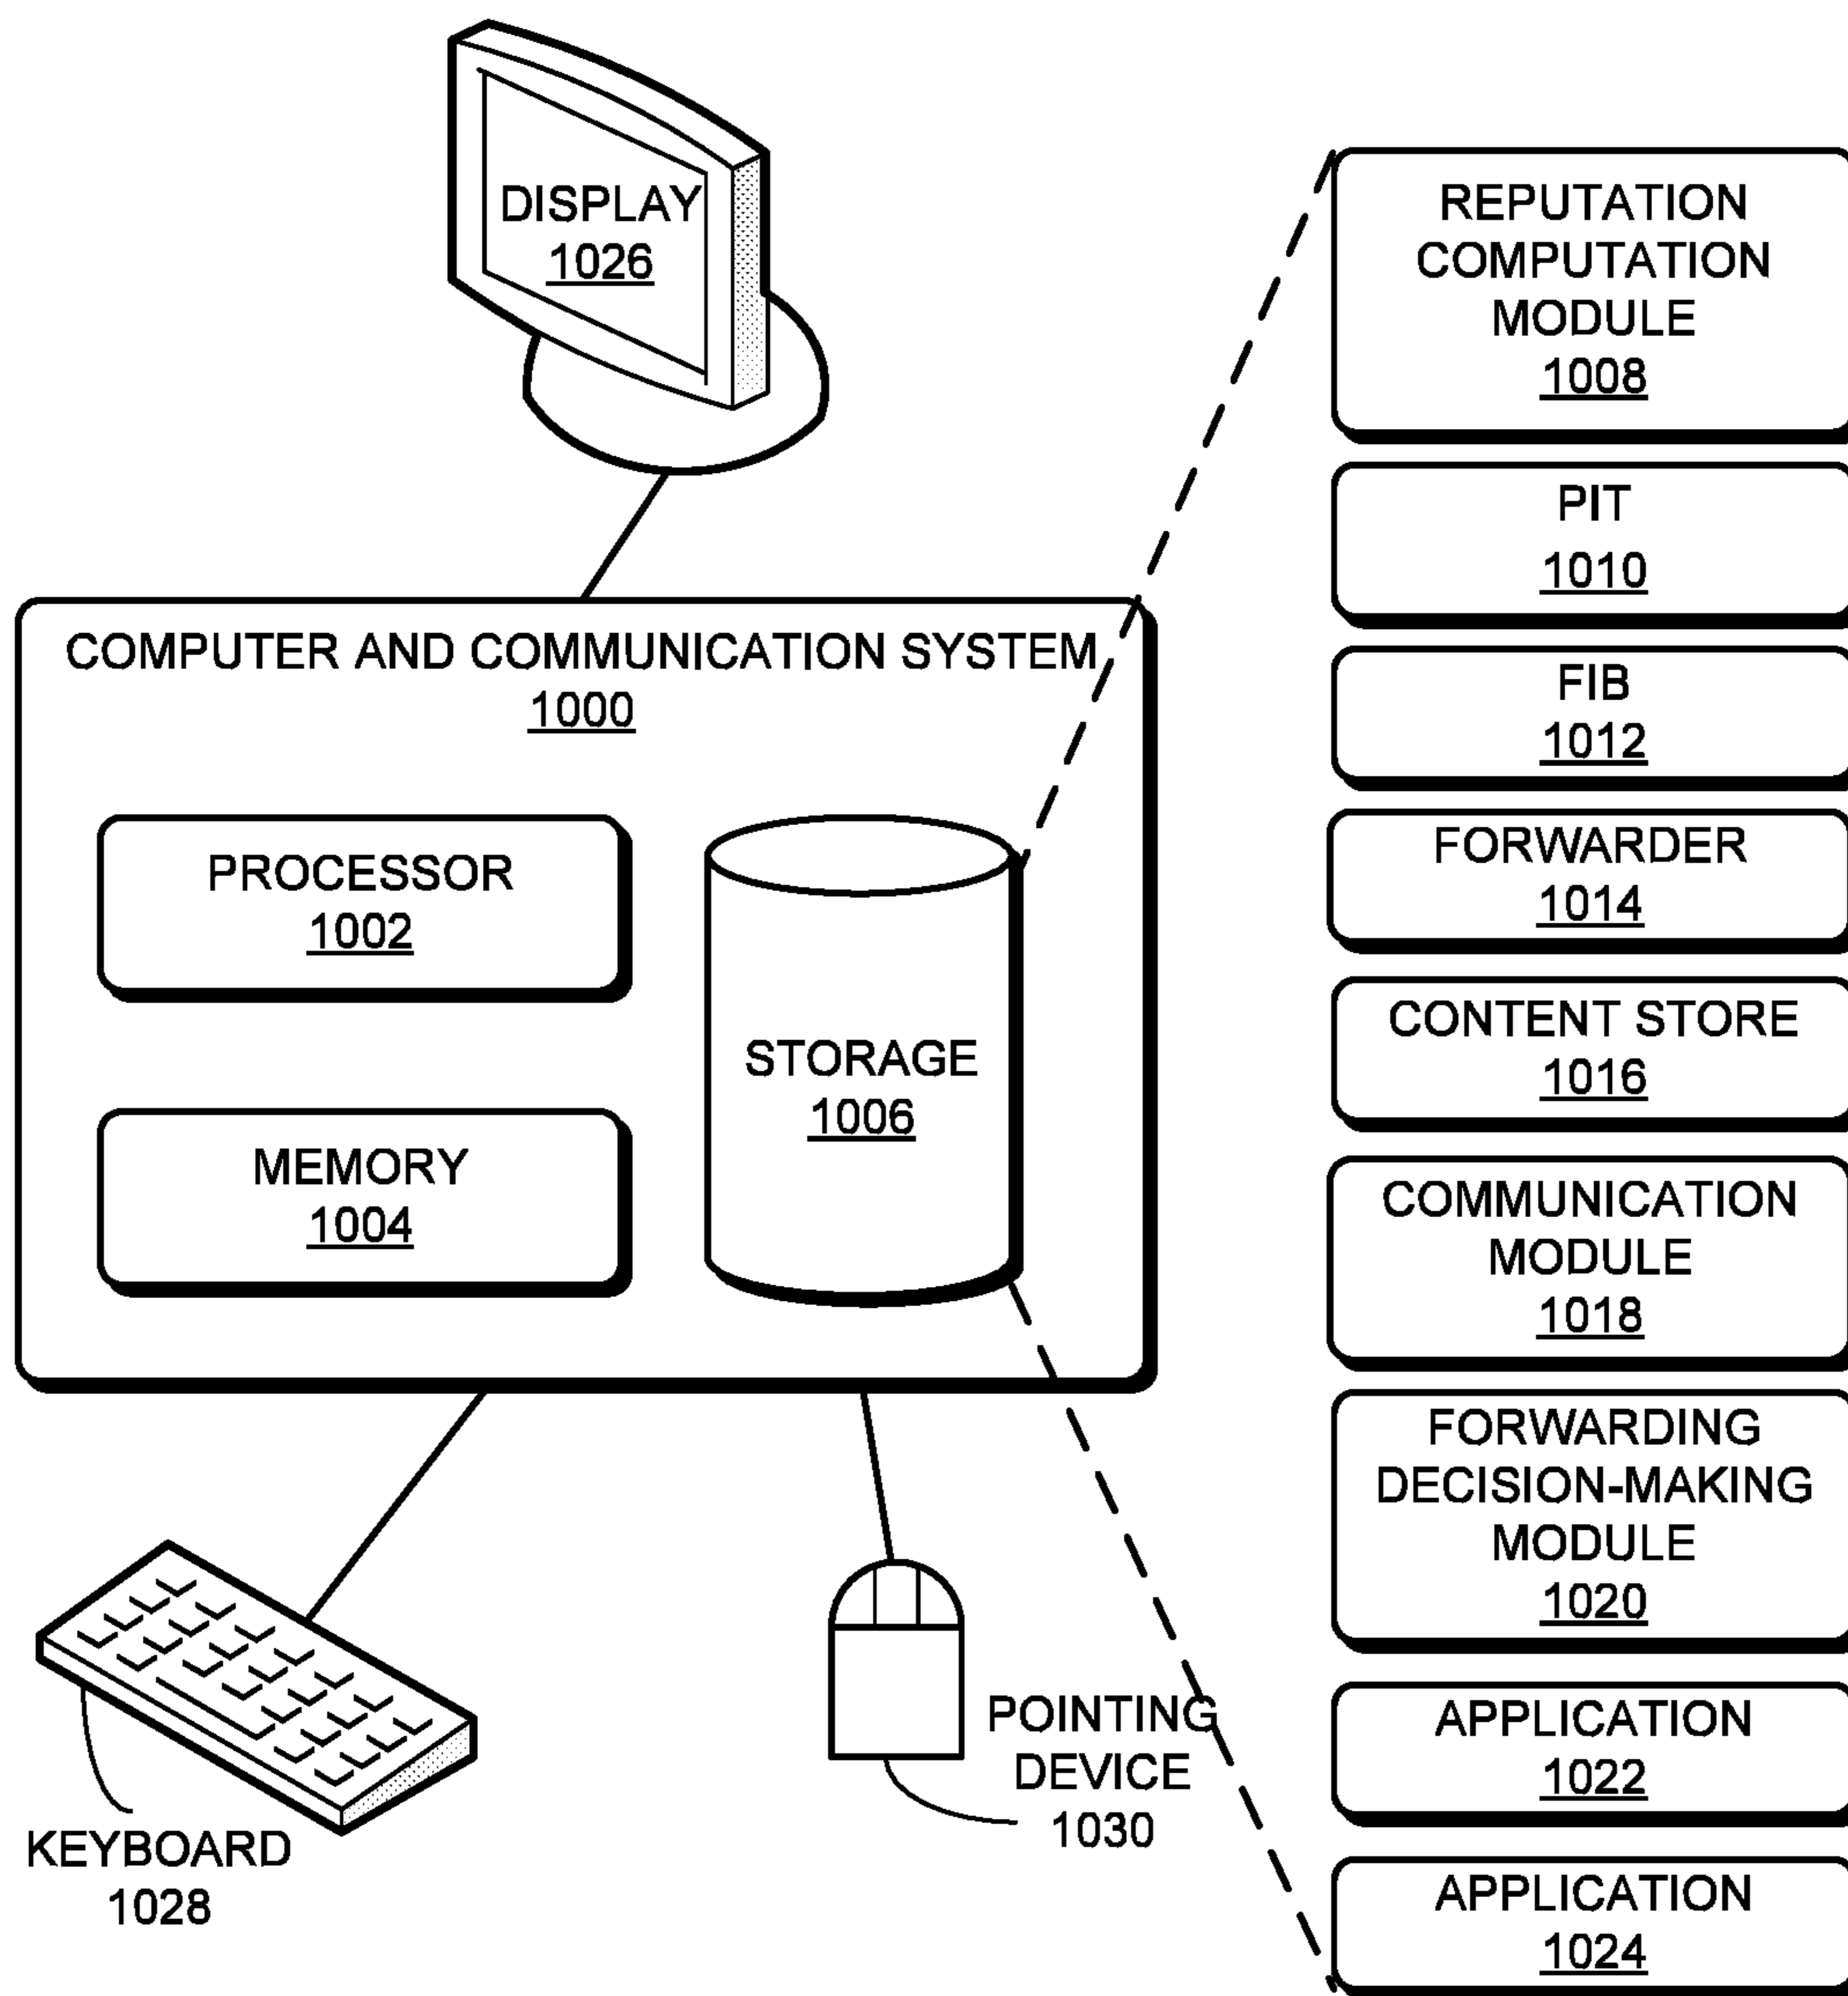 DISPLAY
1026
COMPUTER AND COMMUNICATION SYSTEM
1000
PROCESSOR
1002
MEMORY
1004
STORAGE
1006
KEYBOARD
1028
POINTING
DEVICE
1030
REPUTATION
COMPUTATION
MODULE
1008
PIT
1010
FIB
1012
FORWARDER
1014
CONTENT STORE
1016
COMMUNICATION
MODULE
1018
FORWARDING
DECISION-MAKING
MODULE
1020
APPLICATION
1022
APPLICATION
1024